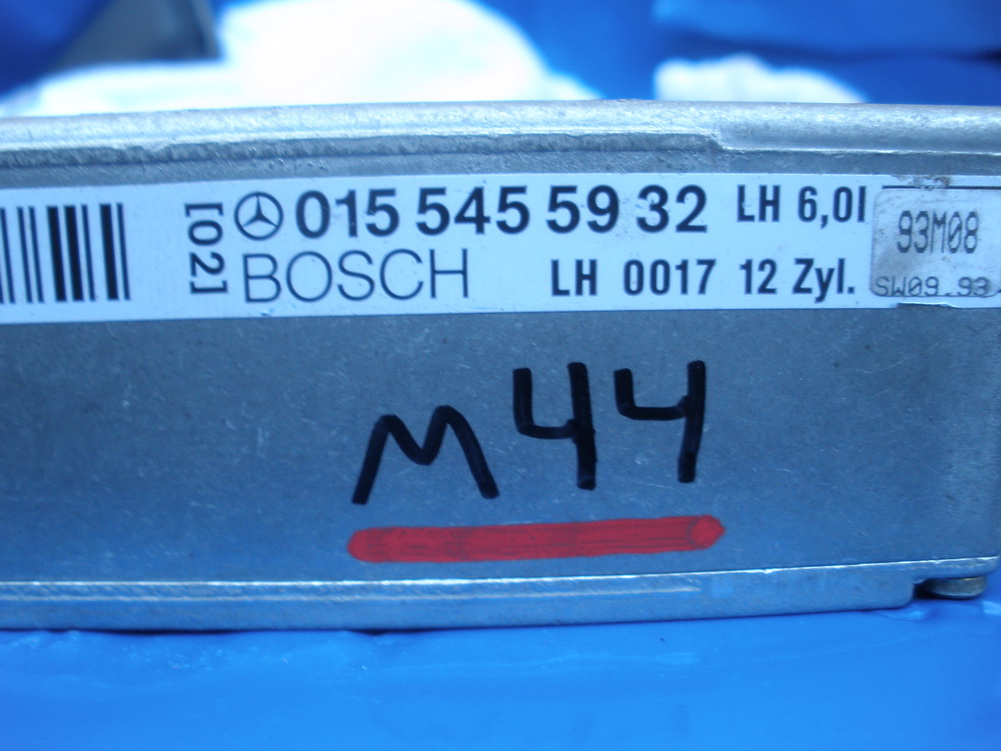 [02] 015 545 59 32 LH 6,0l
BOSCH LH 0017 12 Zyl.
93M08
SW09.93
M44